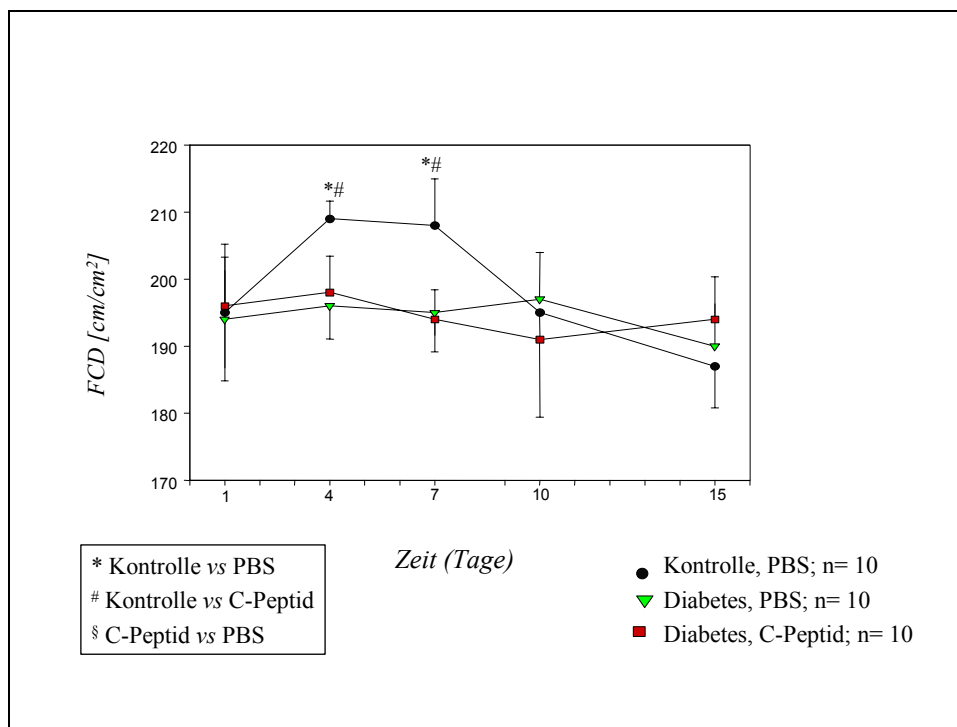 220
210
200
190
180
170
FCD [cm/cm²]
*#
*#
1 4 7 10 15
Zeit (Tage)
* Kontrolle vs PBS
# Kontrolle vs C-Peptid
§ C-Peptid vs PBS
Kontrolle, PBS; n= 10
Diabetes, PBS; n= 10
Diabetes, C-Peptid; n= 10